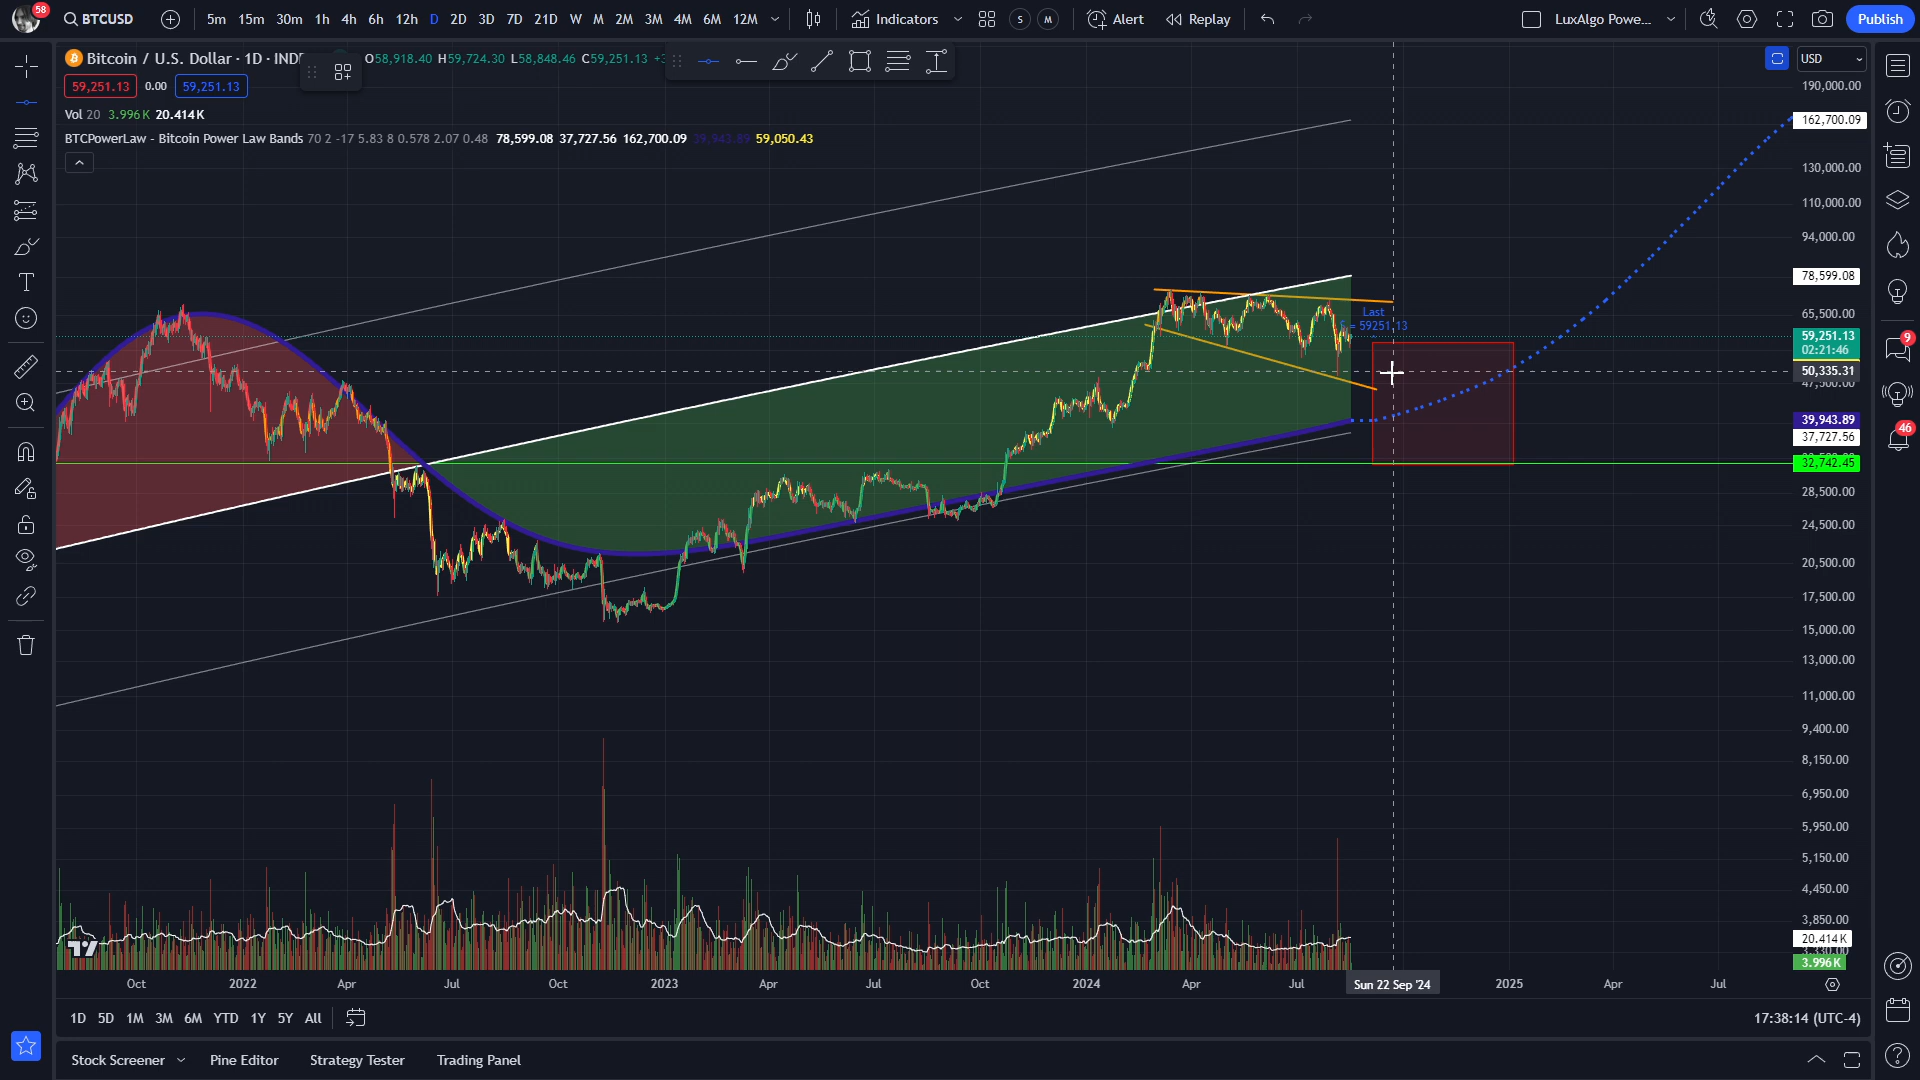 58
BTCUSD
5m 15m 30m 1h 4h 6h 12h D 2D 3D 7D 21D W M 2M 3M 4M 6M 12M
Indicators
S M
Alert
Replay
LuxAlgo Powe...
Publish
Bitcoin / U.S. Dollar · 1D · INDE
O58,918.40 H59,724.30 L58,848.46 C59,251.13
59,251.13 0.00 59,251.13
Vol 20 3.996K 20.414K
BTCPowerLaw - Bitcoin Power Law Bands 70 2 -17 5.83 8 0.578 2.07 0.48 78,599.08 37,727.56 162,700.09 39,943.89 59,050.43
USD
190,000.00
162,700.09
130,000.00
110,000.00
94,000.00
78,599.08
65,500.00
59,251.13
02:21:46
50,335.31
47,500.00
39,943.89
37,727.56
32,742.45
28,500.00
24,500.00
20,500.00
17,500.00
15,000.00
13,000.00
11,000.00
9,400.00
8,150.00
6,950.00
5,950.00
5,150.00
4,450.00
3,850.00
20.414K
3.996K
Last
= 59251.13
9
46
Oct 2022 Apr Jul Oct 2023 Apr Jul Oct 2024 Apr Jul Sun 22 Sep '24 2025 Apr Jul
1D 5D 1M 3M 6M YTD 1Y 5Y All
17:38:14 (UTC-4)
Stock Screener Pine Editor Strategy Tester Trading Panel